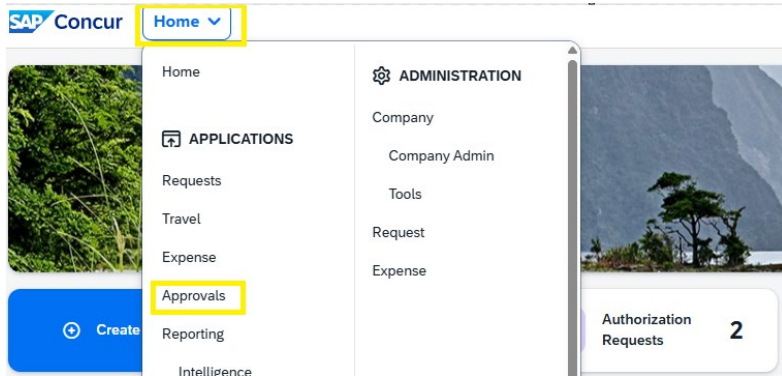 SAP Concur
Home
Home
APPLICATIONS
Requests
Travel
Expense
Approvals
Reporting
Intelligence
ADMINISTRATION
Company
Company Admin
Tools
Request
Expense
Create
Authorization
Requests
2